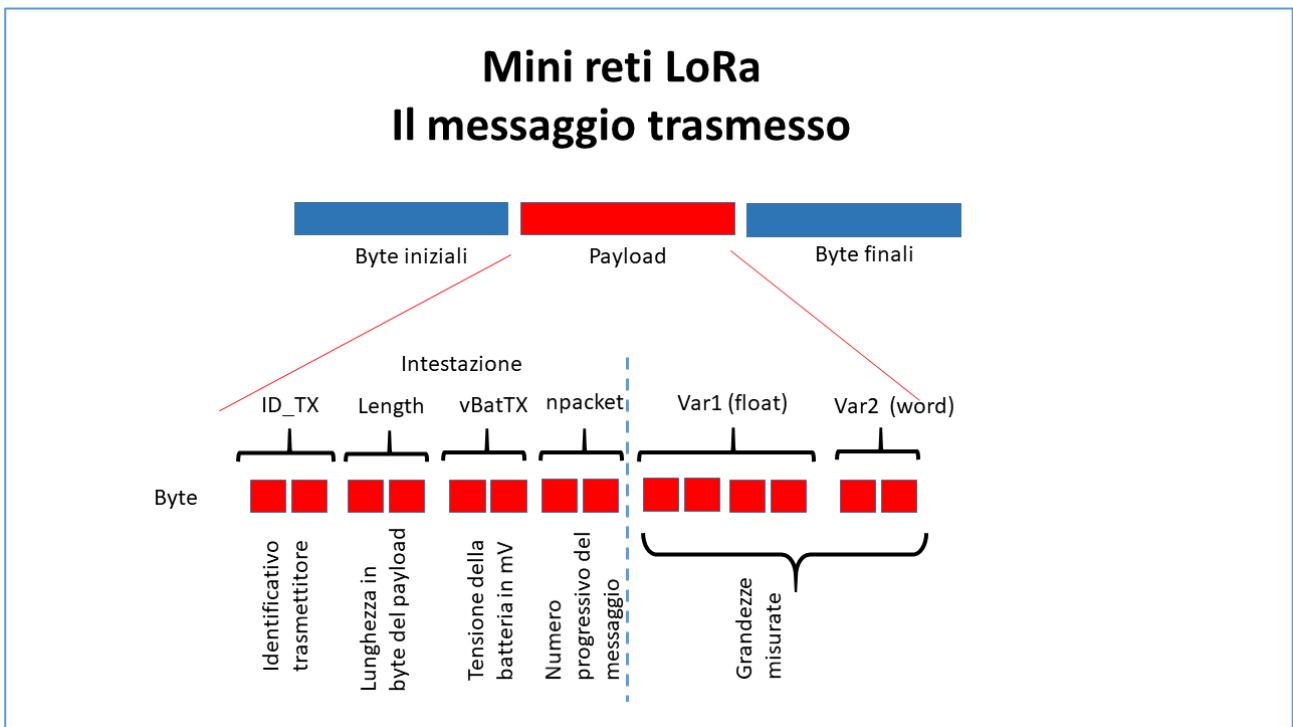 Mini reti LoRa
Il messaggio trasmesso
Byte iniziali
Payload
Byte finali
Intestazione
ID_TX
Length
vBatTX
npacket
Var1 (float)
Var2 (word)
Byte
Identificativo
trasmettitore
Lunghezza in
byte del payload
Tensione della
batteria in mV
Numero
progressivo del
messaggio
Grandezze
misurate